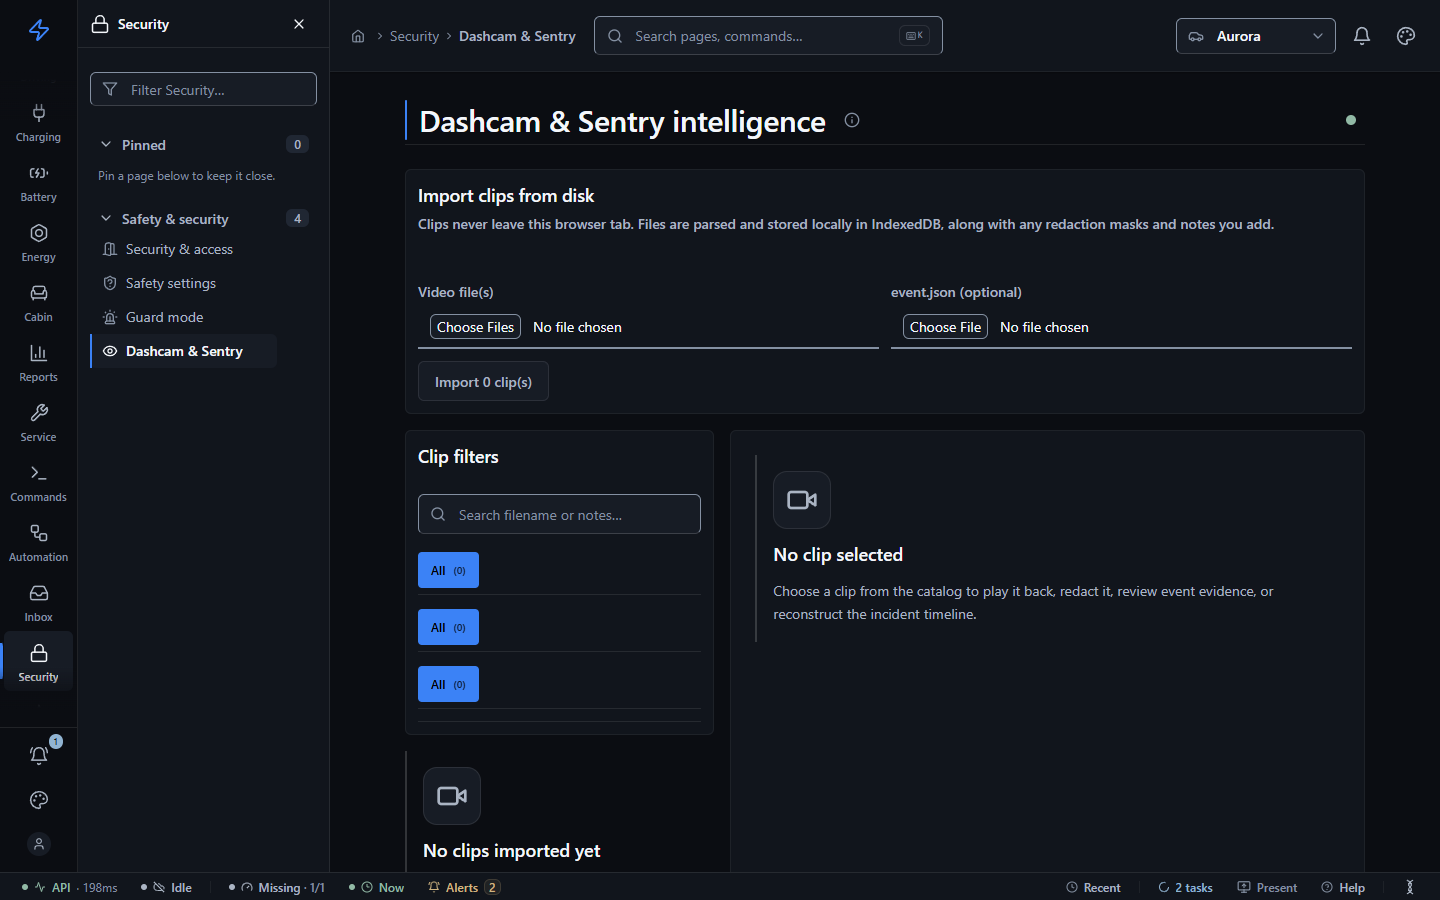 Security
Filter Security...
Pinned
0
Pin a page below to keep it close.
Safety & security
4
Security & access
Safety settings
Guard mode
Dashcam & Sentry
Charging
Battery
Energy
Cabin
Reports
Service
Commands
Automation
Inbox
Security
1
Security
Dashcam & Sentry
Search pages, commands...
K
Aurora
Dashcam & Sentry intelligence
Import clips from disk
Clips never leave this browser tab. Files are parsed and stored locally in IndexedDB, along with any redaction masks and notes you add.
Video file(s)
Choose Files No file chosen
event.json (optional)
Choose File No file chosen
Import 0 clip(s)
Clip filters
Search filename or notes...
All (0)
All (0)
All (0)
No clips imported yet
No clip selected
Choose a clip from the catalog to play it back, redact it, review event evidence, or
reconstruct the incident timeline.
API · 198ms
Idle
Missing · 1/1
Now
Alerts 2
Recent
2 tasks
Present
Help